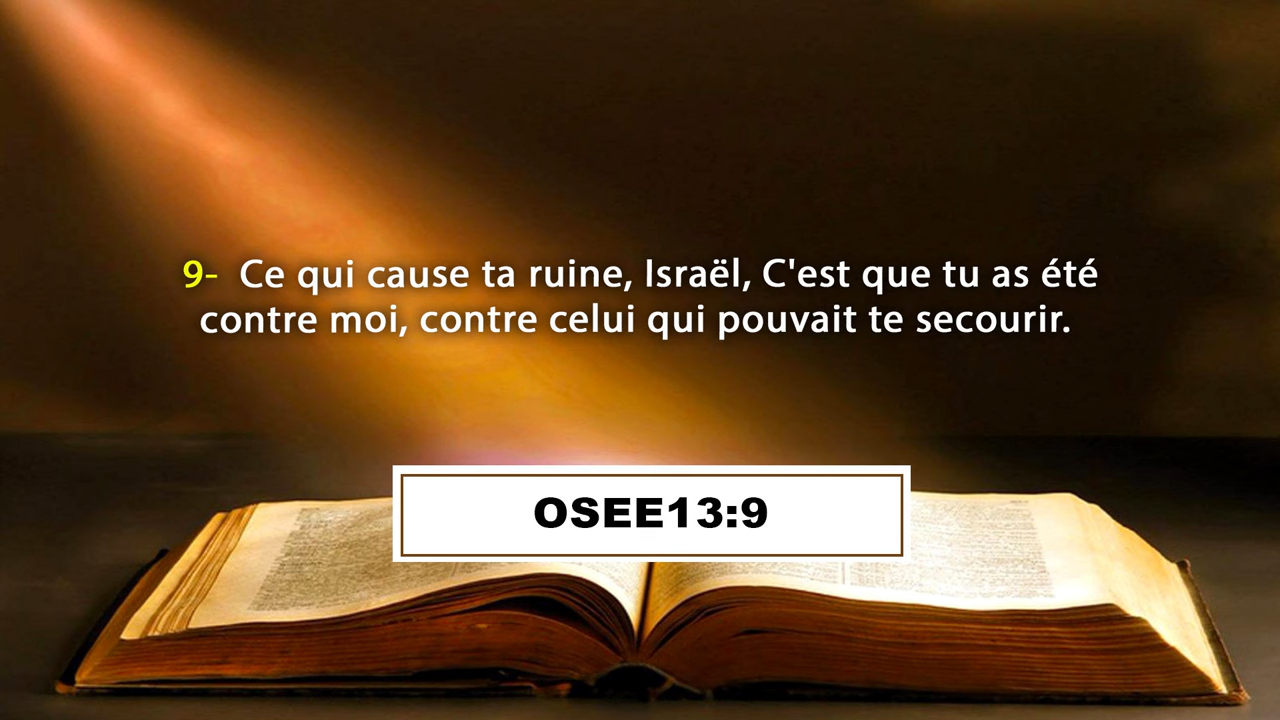 9- Ce qui cause ta ruine, Israël, C'est que tu as été
contre moi, contre celui qui pouvait te secourir.
OSEE13:9